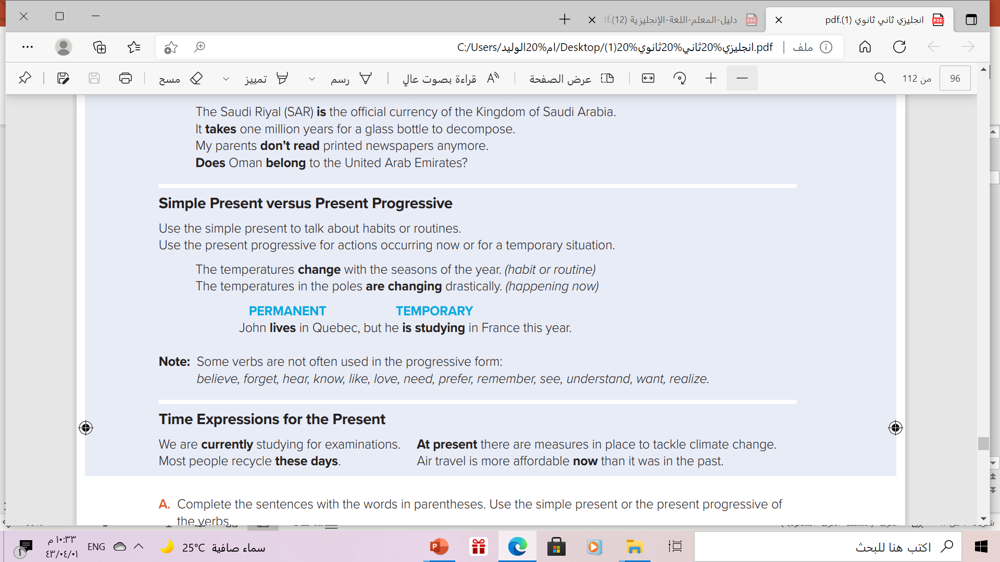 انجليزي ثاني ثانوي (1).pdf
دليل-المعلم-اللغة-الإنجليزية (12)
ملف
C:/Users/ام%20الوليد/Desktop/انجليزي%20ثاني%20ثانوي%20(1).pdf
96
من 112
عرض الصفحة
قراءة بصوت عالٍ
رسم
تمييز
مسح
The Saudi Riyal (SAR) is the official currency of the Kingdom of Saudi Arabia.
It takes one million years for a glass bottle to decompose.
My parents don’t read printed newspapers anymore.
Does Oman belong to the United Arab Emirates?
Simple Present versus Present Progressive
Use the simple present to talk about habits or routines.
Use the present progressive for actions occurring now or for a temporary situation.
The temperatures change with the seasons of the year. (habit or routine)
The temperatures in the poles are changing drastically. (happening now)
PERMANENT TEMPORARY
John lives in Quebec, but he is studying in France this year.
Note: Some verbs are not often used in the progressive form:
believe, forget, hear, know, like, love, need, prefer, remember, see, understand, want, realize.
Time Expressions for the Present
We are currently studying for examinations. At present there are measures in place to tackle climate change.
Most people recycle these days. Air travel is more affordable now than it was in the past.
A. Complete the sentences with the words in parentheses. Use the simple present or the present progressive of
the verbs.
اكتب هنا للبحث
25°C سماء صافية
ENG
١٠:٣٣ م
٤٣/٠٤/٠١